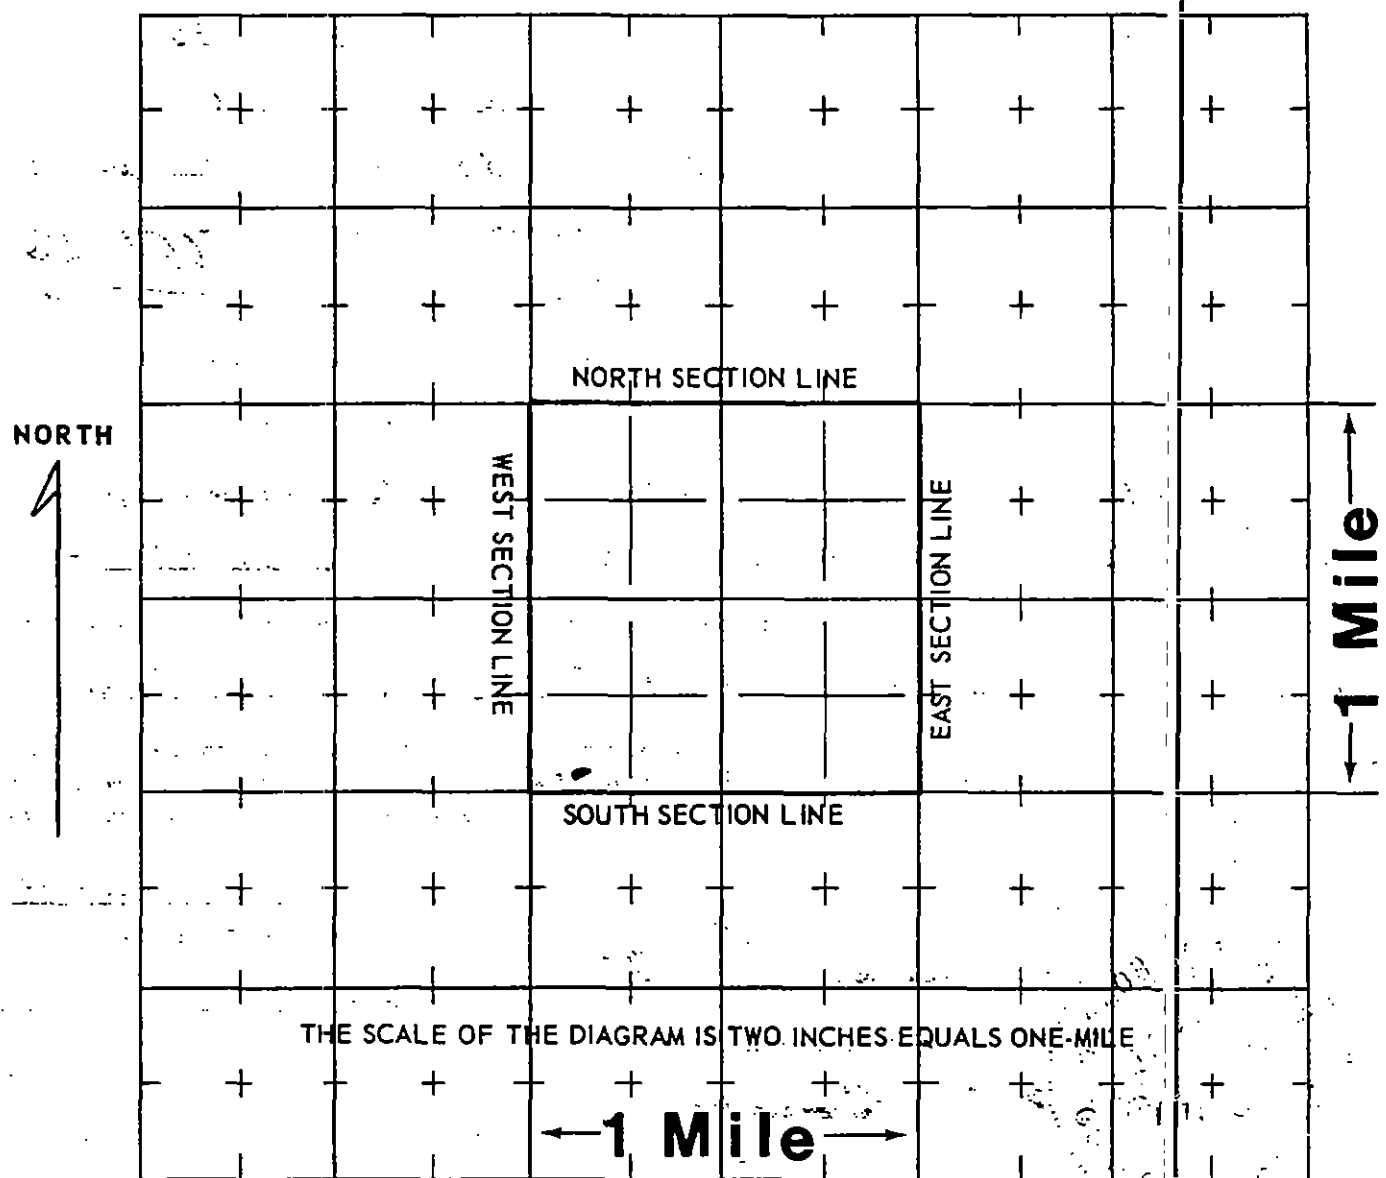 NORTH SECTION LINE
NORTH
WEST SECTION LINE
EAST SECTION LINE
1 Mile
SOUTH SECTION LINE
THE SCALE OF THE DIAGRAM IS TWO INCHES EQUALS ONE-MILE
1 Mile